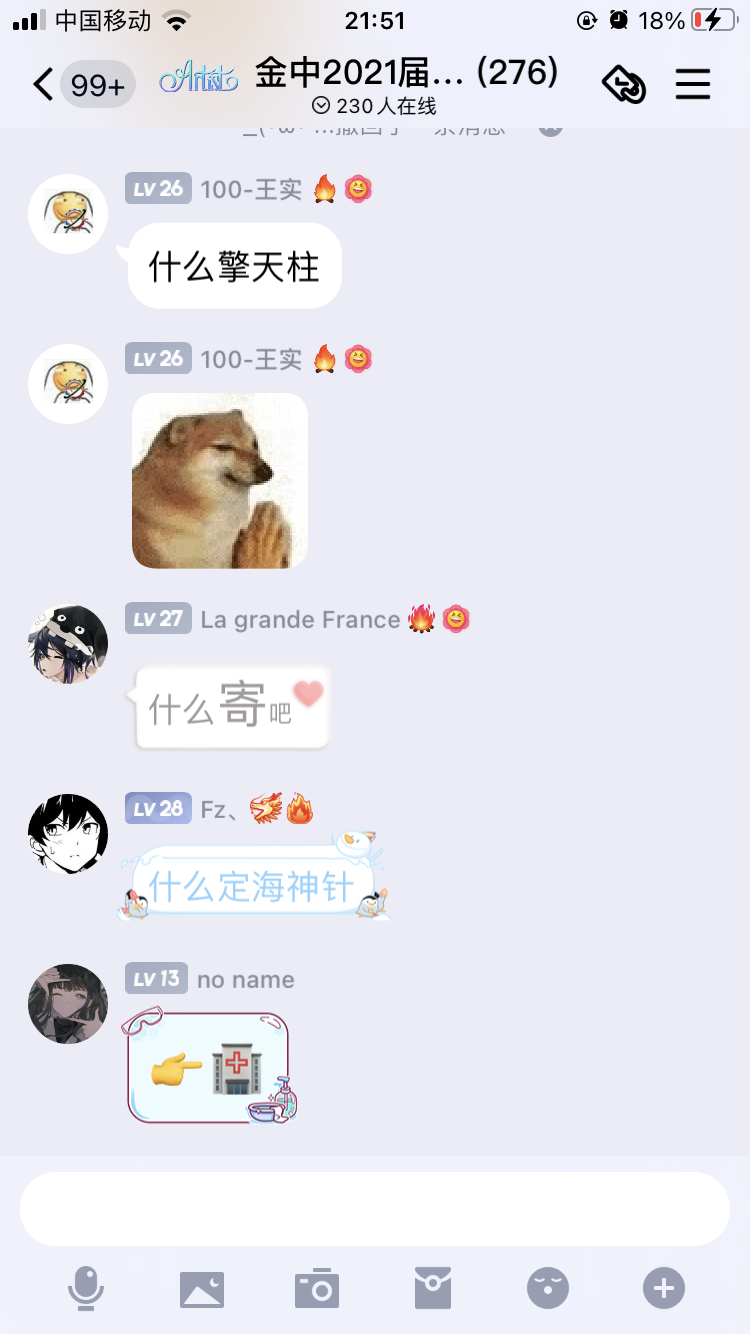 中国移动
21:51
18%
99+
Artist
金中2021届... (276)
230人在线
LV 26 100-王实
什么擎天柱
LV 26 100-王实
LV 27 La grande France
什么寄吧
LV 28 Fz、
什么定海神针
LV 13 no name